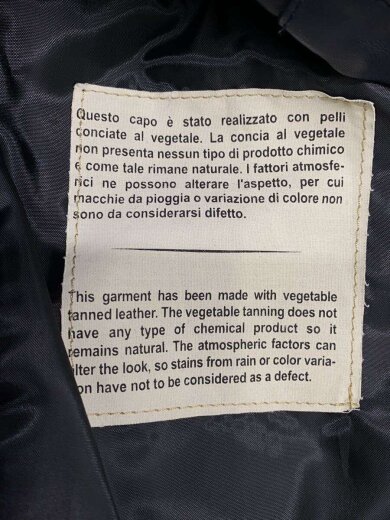 Questo capo è stato realizzato con pelli
conciate al vegetale. La concia al vegetale
non presenta nessun tipo di prodotto chimico
e come tale rimane naturale. I fattori atmosfe-
rici ne possono alterare l'aspetto, per cui
macchie da pioggia o variazione di colore non
sono da considerarsi difetto.
This garment has been made with vegetable
tanned leather. The vegetable tanning does not
have any type of chemical product so it
remains natural. The atmospheric factors can
alter the look, so stains from rain or color varia-
tion have not to be considered as a defect.